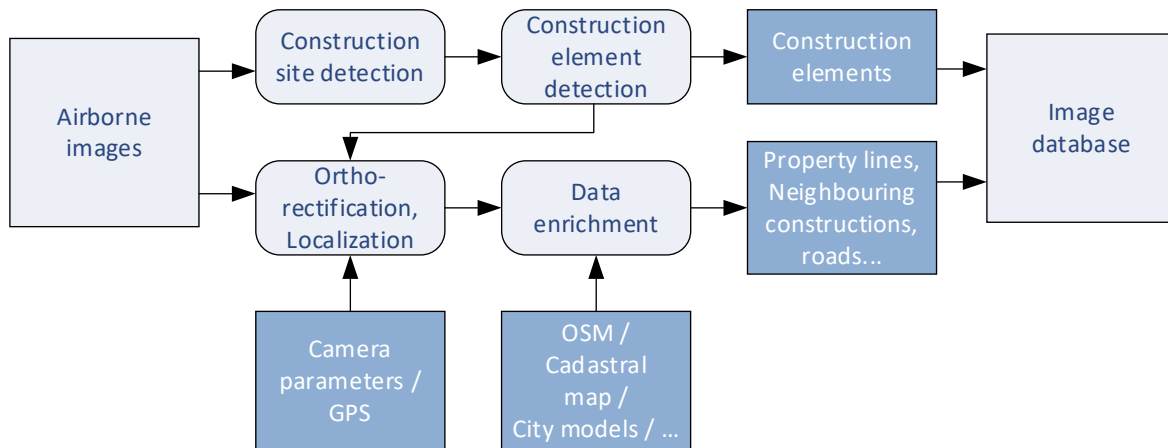 Airborne
images
Construction
site detection
Construction
element
detection
Construction
elements
Image
database
Ortho-
rectification,
Localization
Data
enrichment
Property lines,
Neighbouring
constructions,
roads...
Camera
parameters /
GPS
OSM /
Cadastral
map /
City models / ...